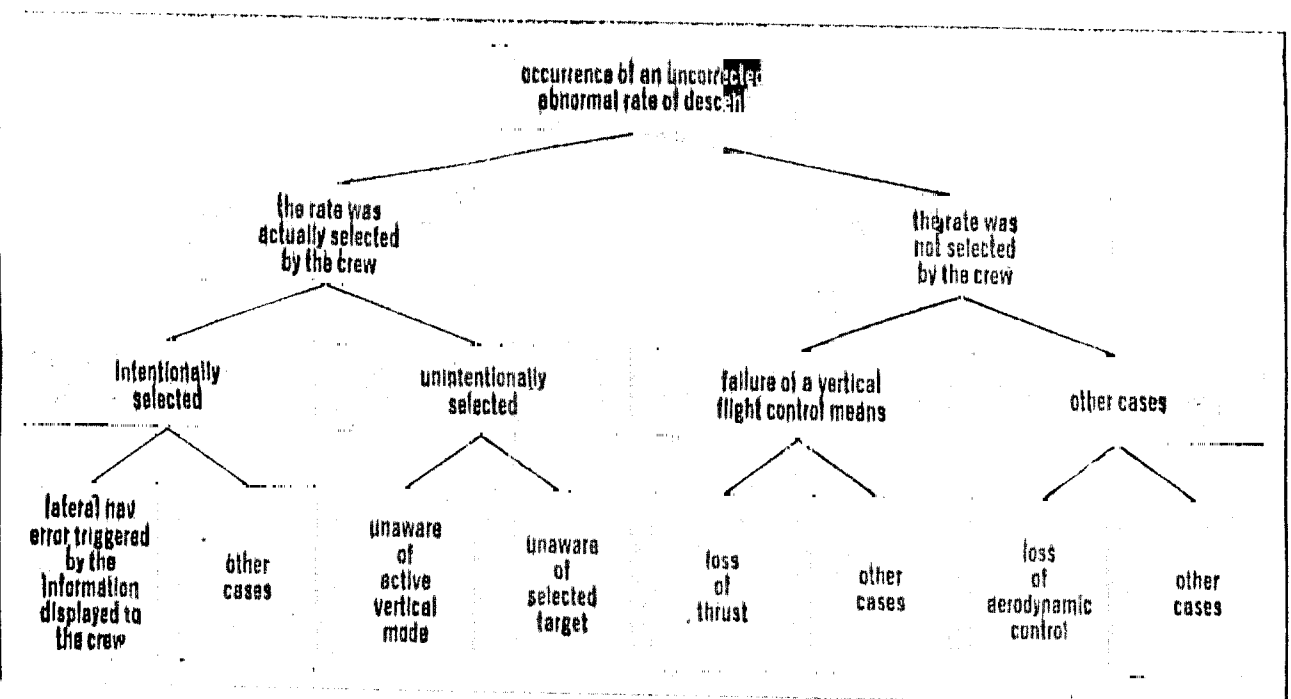 occurrence of an uncorrected
abnormal rate of descent
the rate was
actually selected
by the crew
the rate was
not selected
by the crew
Intentionally
selected
unintentionally
selected
failure of a vertical
flight control means
other cases
lateral nav
error triggered
by the
Information
displayed to
the crew
other
cases
unaware
of
active
vertical
mode
unaware
of
selected
target
loss
of
thrust
other
cases
loss
of
aerodynamic
control
other
cases